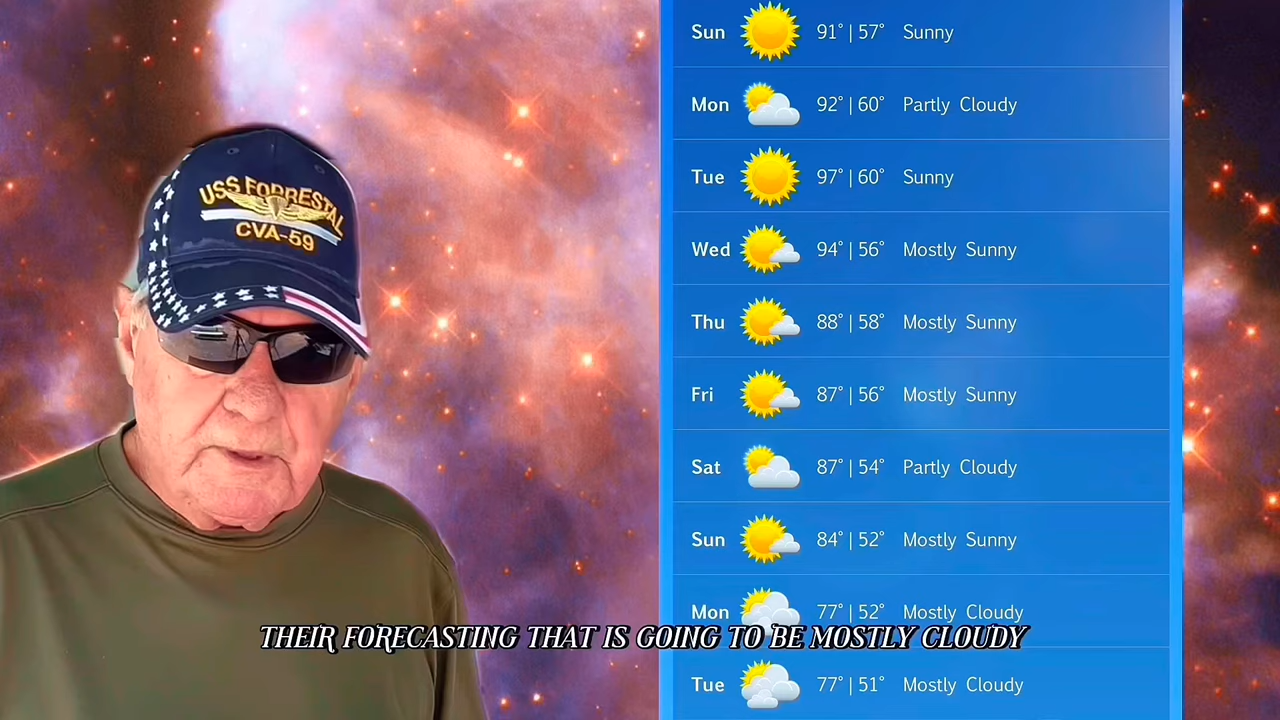 USS FORRESTAL
CVA-59
Sun 91° | 57° Sunny
Mon 92° | 60° Partly Cloudy
Tue 97° | 60° Sunny
Wed 94° | 56° Mostly Sunny
Thu 88° | 58° Mostly Sunny
Fri 87° | 56° Mostly Sunny
Sat 87° | 54° Partly Cloudy
Sun 84° | 52° Mostly Sunny
Mon 77° | 52° Mostly Cloudy
THEIR FORECASTING THAT IS GOING TO BE MOSTLY CLOUDY
Tue 77° | 51° Mostly Cloudy